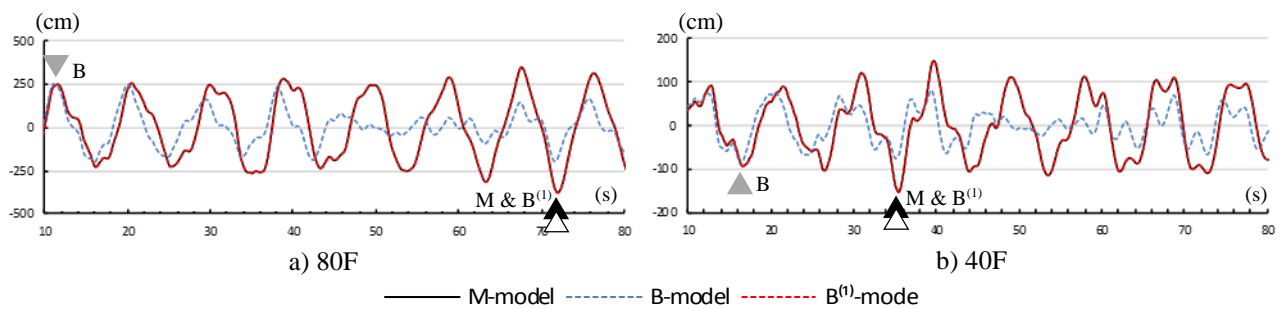 (cm)
500
250
0
-250
-500
10 20 30 40 50 60 70 80
B
M & B⁽¹⁾
(s)
a) 80F
(cm)
200
100
0
-100
-200
10 20 30 40 50 60 70 80
B
M & B⁽¹⁾
(s)
b) 40F
M-model B-model B⁽¹⁾-mode